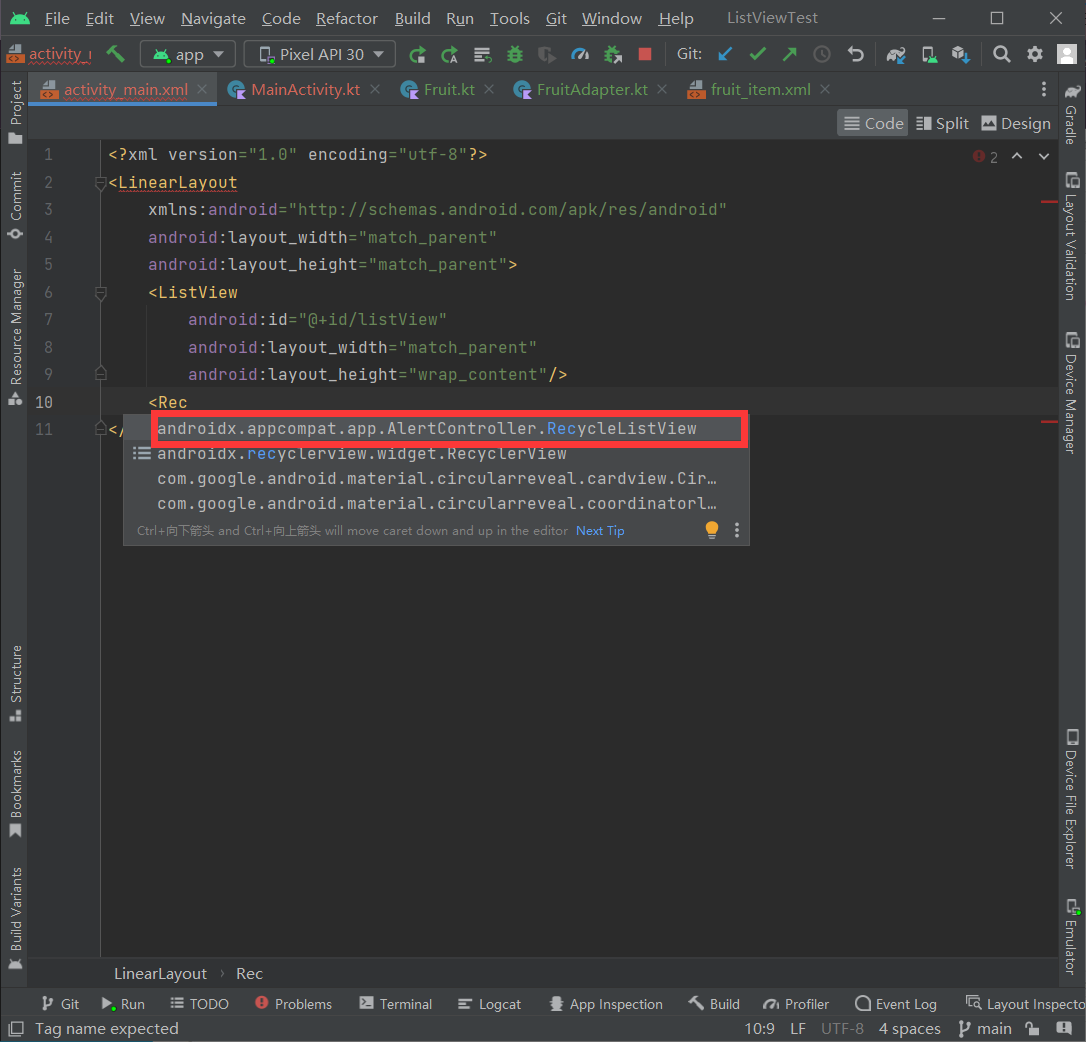 File Edit View Navigate Code Refactor Build Run Tools Git Window Help ListViewTest
activity_ app Pixel API 30 Git:
activity_main.xml MainActivity.kt Fruit.kt FruitAdapter.kt fruit_item.xml
Code Split Design
1 <?xml version="1.0" encoding="utf-8"?> 2
2 <LinearLayout
3 xmlns:android="http://schemas.android.com/apk/res/android"
4 android:layout_width="match_parent"
5 android:layout_height="match_parent">
6 <ListView
7 android:id="@+id/listView"
8 android:layout_width="match_parent"
9 android:layout_height="wrap_content"/>
10 <Rec
11 </
androidx.appcompat.app.AlertController.RecycleListView
androidx.recyclerview.widget.RecyclerView
com.google.android.material.circularreveal.cardview.Cir…
com.google.android.material.circularreveal.coordinatorl…
Ctrl+向下箭头 and Ctrl+向上箭头 will move caret down and up in the editor Next Tip
Project
Commit
Resource Manager
Structure
Bookmarks
Build Variants
Gradle
Layout Validation
Device Manager
Device File Explorer
Emulator
LinearLayout › Rec
Git Run TODO Problems Terminal Logcat App Inspection Build Profiler Event Log Layout Inspecto
Tag name expected 10:9 LF UTF-8 4 spaces main